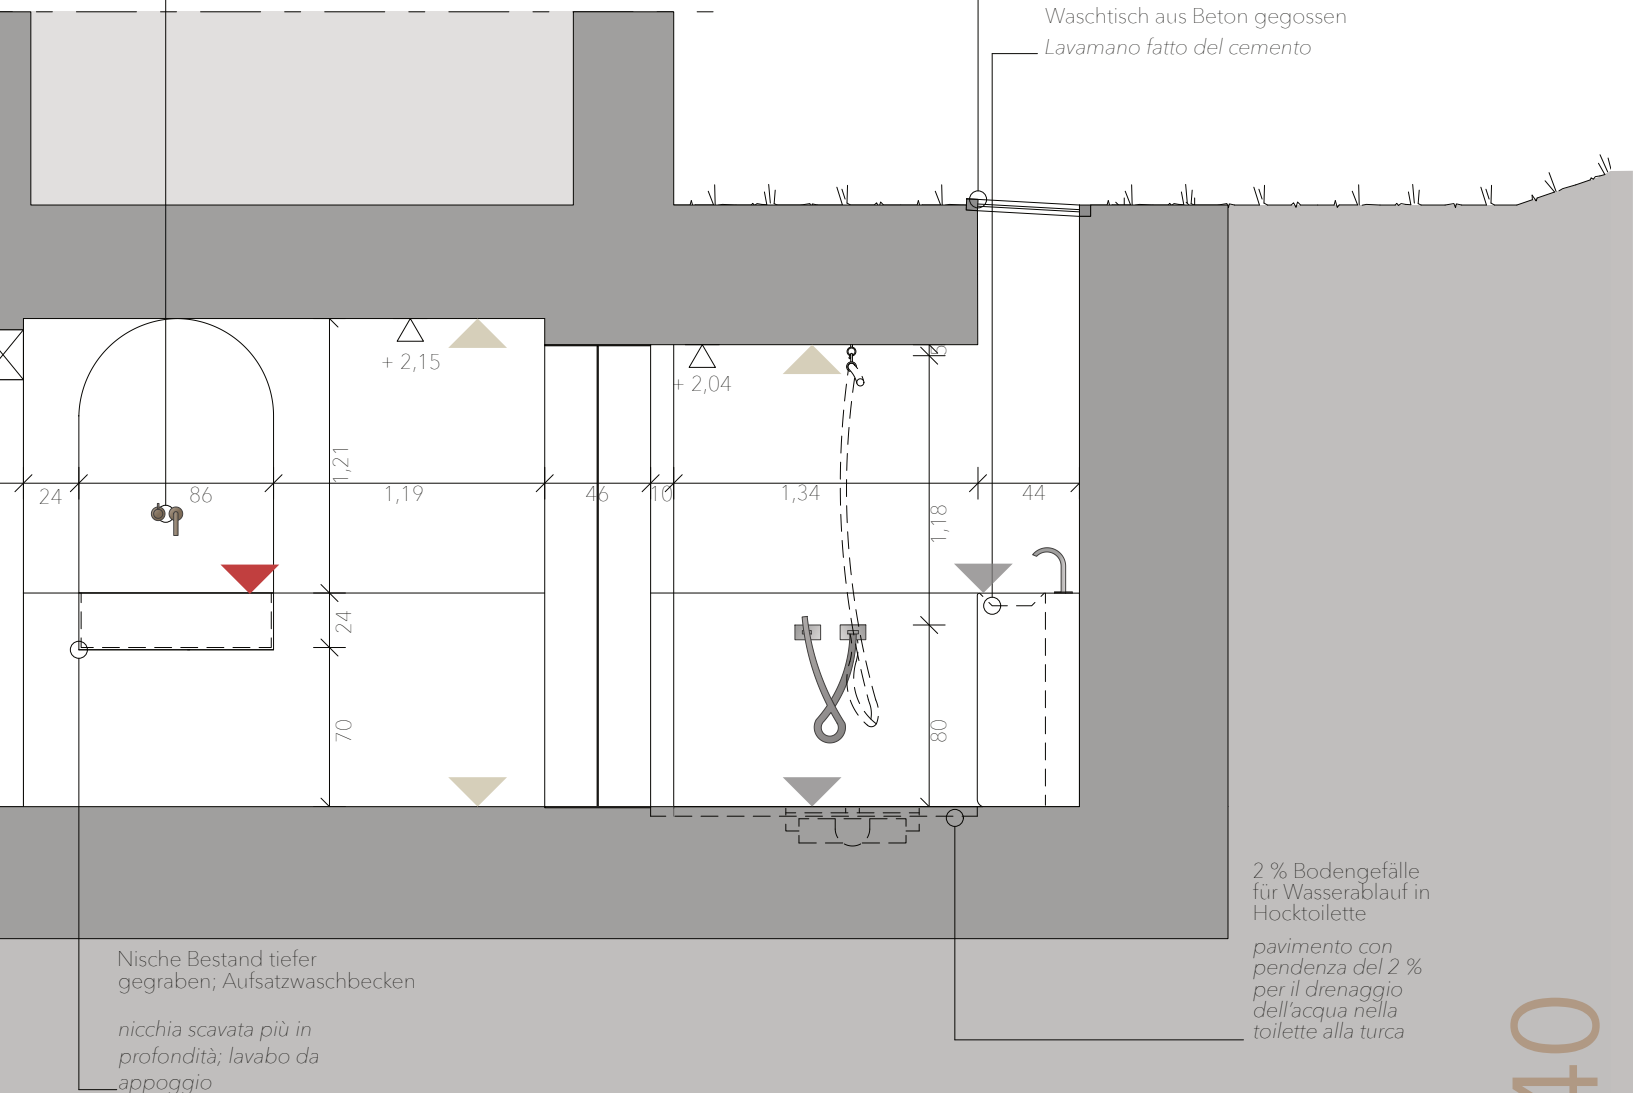 Waschtisch aus Beton gegossen
Lavamano fatto del cemento
+ 2,15
+ 2,04
5
1,21
24
86
1,19
46
10
1,34
44
1,18
24
70
80
2 % Bodengefälle
für Wasserablauf in
Hocktoilette
pavimento con
pendenza del 2 %
per il drenaggio
dell'acqua nella
toilette alla turca
Nische Bestand tiefer
gegraben; Aufsatzwaschbecken
nicchia scavata più in
profondità; lavabo da
appoggio
40